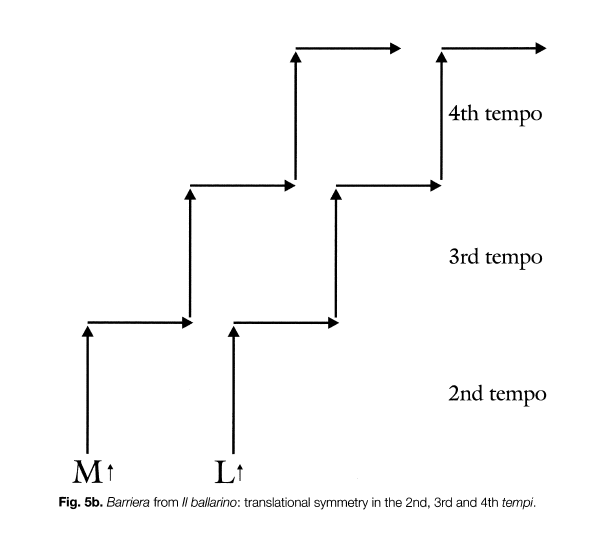 4th tempo
3rd tempo
2nd tempo
M↑ L↑
Fig. 5b. Barriera from Il ballarino: translational symmetry in the 2nd, 3rd and 4th tempi.